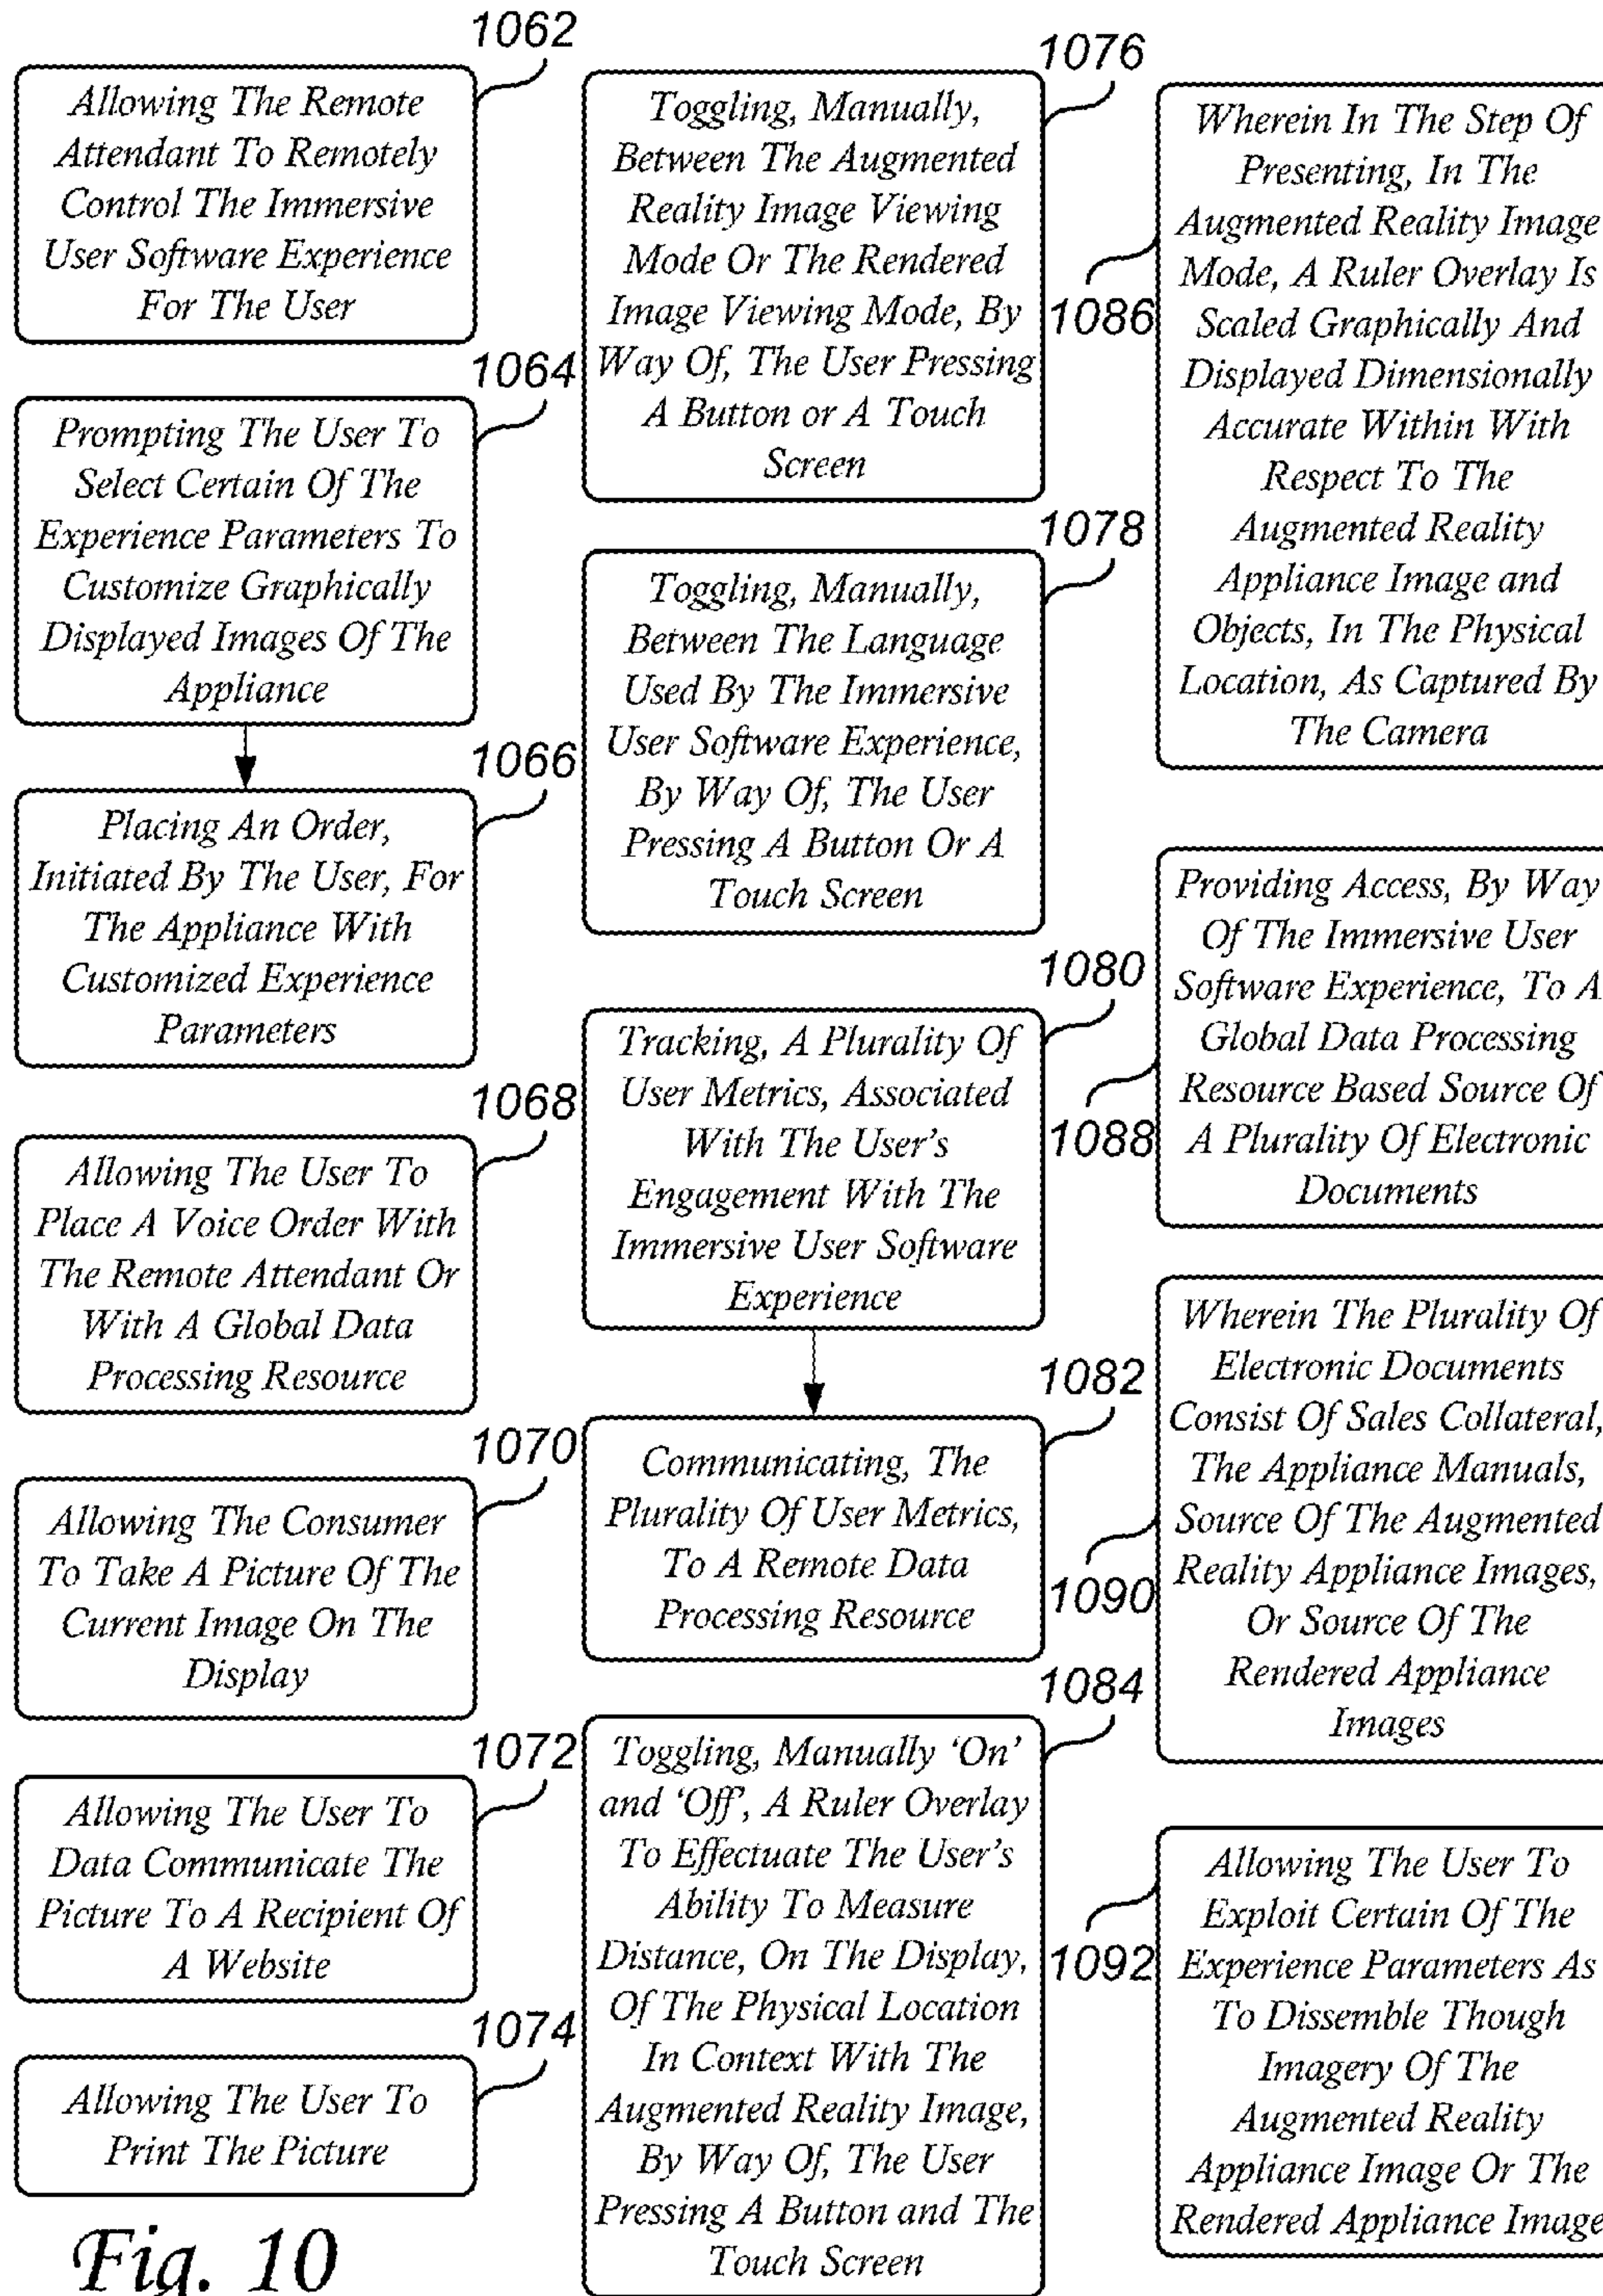 1062
Allowing The Remote
Attendant To Remotely
Control The Immersive
User Software Experience
For The User
1064
Prompting The User To
Select Certain Of The
Experience Parameters To
Customize Graphically
Displayed Images Of The
Appliance
1066
Placing An Order,
Initiated By The User, For
The Appliance With
Customized Experience
Parameters
1068
Allowing The User To
Place A Voice Order With
The Remote Attendant Or
With A Global Data
Processing Resource
1070
Allowing The Consumer
To Take A Picture Of The
Current Image On The
Display
1072
Allowing The User To
Data Communicate The
Picture To A Recipient Of
A Website
1074
Allowing The User To
Print The Picture
1076
Toggling, Manually,
Between The Augmented
Reality Image Viewing
Mode Or The Rendered
Image Viewing Mode, By
Way Of, The User Pressing
A Button or A Touch
Screen
1078
Toggling, Manually,
Between The Language
Used By The Immersive
User Software Experience,
By Way Of, The User
Pressing A Button Or A
Touch Screen
1080
Tracking, A Plurality Of
User Metrics, Associated
With The User's
Engagement With The
Immersive User Software
Experience
1082
Communicating, The
Plurality Of User Metrics,
To A Remote Data
Processing Resource
1084
Toggling, Manually ‘On’
and ‘Off’, A Ruler Overlay
To Effectuate The User's
Ability To Measure
Distance, On The Display,
Of The Physical Location
In Context With The
Augmented Reality Image,
By Way Of, The User
Pressing A Button and The
Touch Screen
1086
Wherein In The Step Of
Presenting, In The
Augmented Reality Image
Mode, A Ruler Overlay Is
Scaled Graphically And
Displayed Dimensionally
Accurate Within With
Respect To The
Augmented Reality
Appliance Image and
Objects, In The Physical
Location, As Captured By
The Camera
1088
Providing Access, By Way
Of The Immersive User
Software Experience, To A
Global Data Processing
Resource Based Source Of
A Plurality Of Electronic
Documents
1090
Wherein The Plurality Of
Electronic Documents
Consist Of Sales Collateral,
The Appliance Manuals,
Source Of The Augmented
Reality Appliance Images,
Or Source Of The
Rendered Appliance
Images
1092
Allowing The User To
Exploit Certain Of The
Experience Parameters As
To Dissemble Though
Imagery Of The
Augmented Reality
Appliance Image Or The
Rendered Appliance Image
Fig. 10